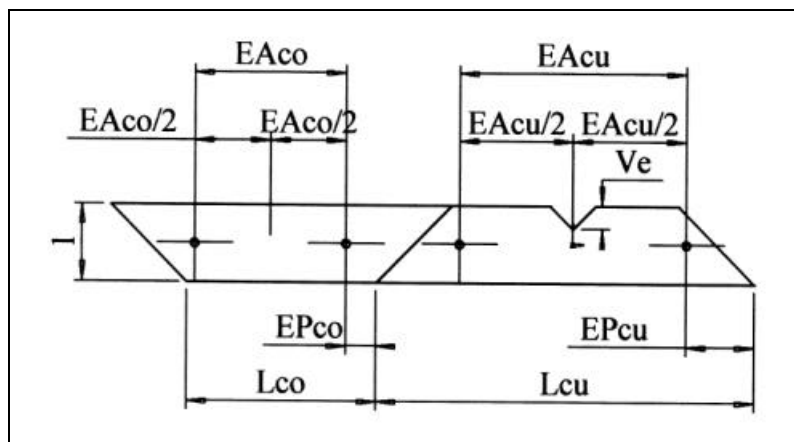 EAco
EAcu
EAco/2
EAco/2
EAcu/2
EAcu/2
Ve
1
EPco
EPcu
Lco
Lcu